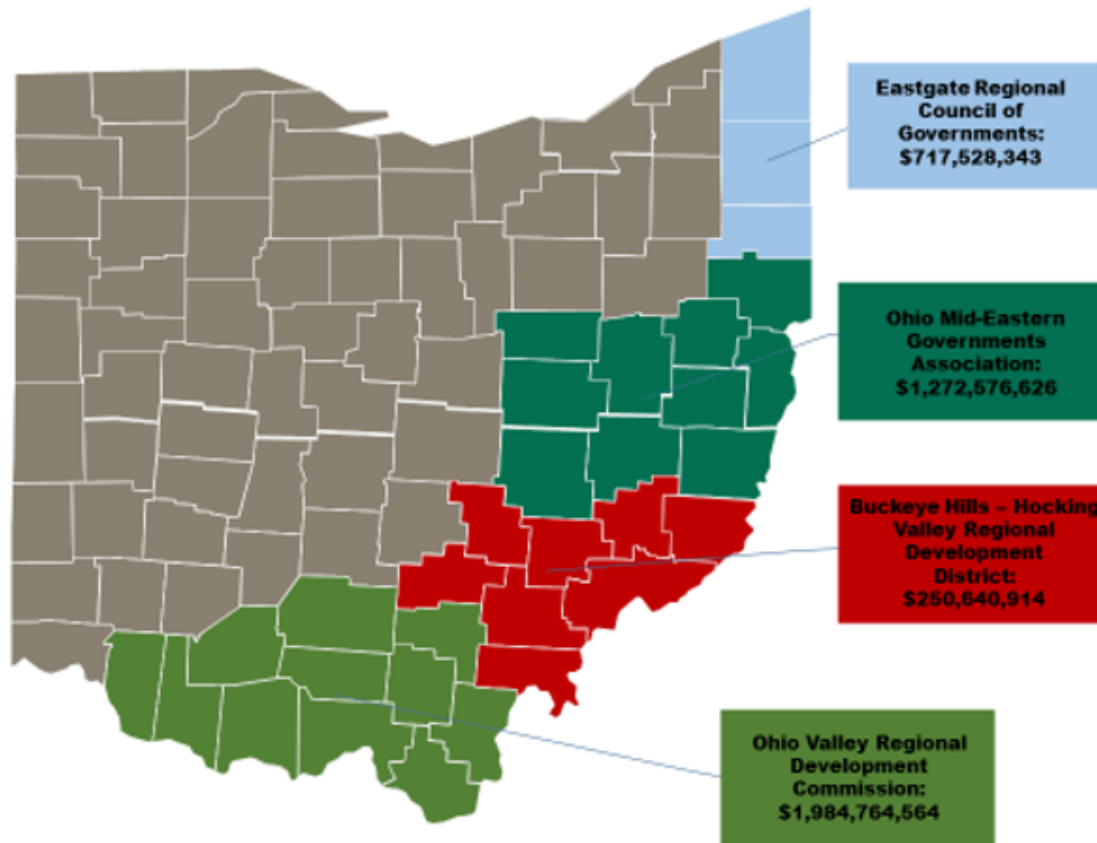 Eastgate Regional
Council of
Governments:
$717,528,343
Ohio Mid-Eastern
Governments
Association:
$1,272,576,626
Buckeye Hills – Hocking
Valley Regional
Development
District:
$250,640,914
Ohio Valley Regional
Development
Commission:
$1,984,764,564